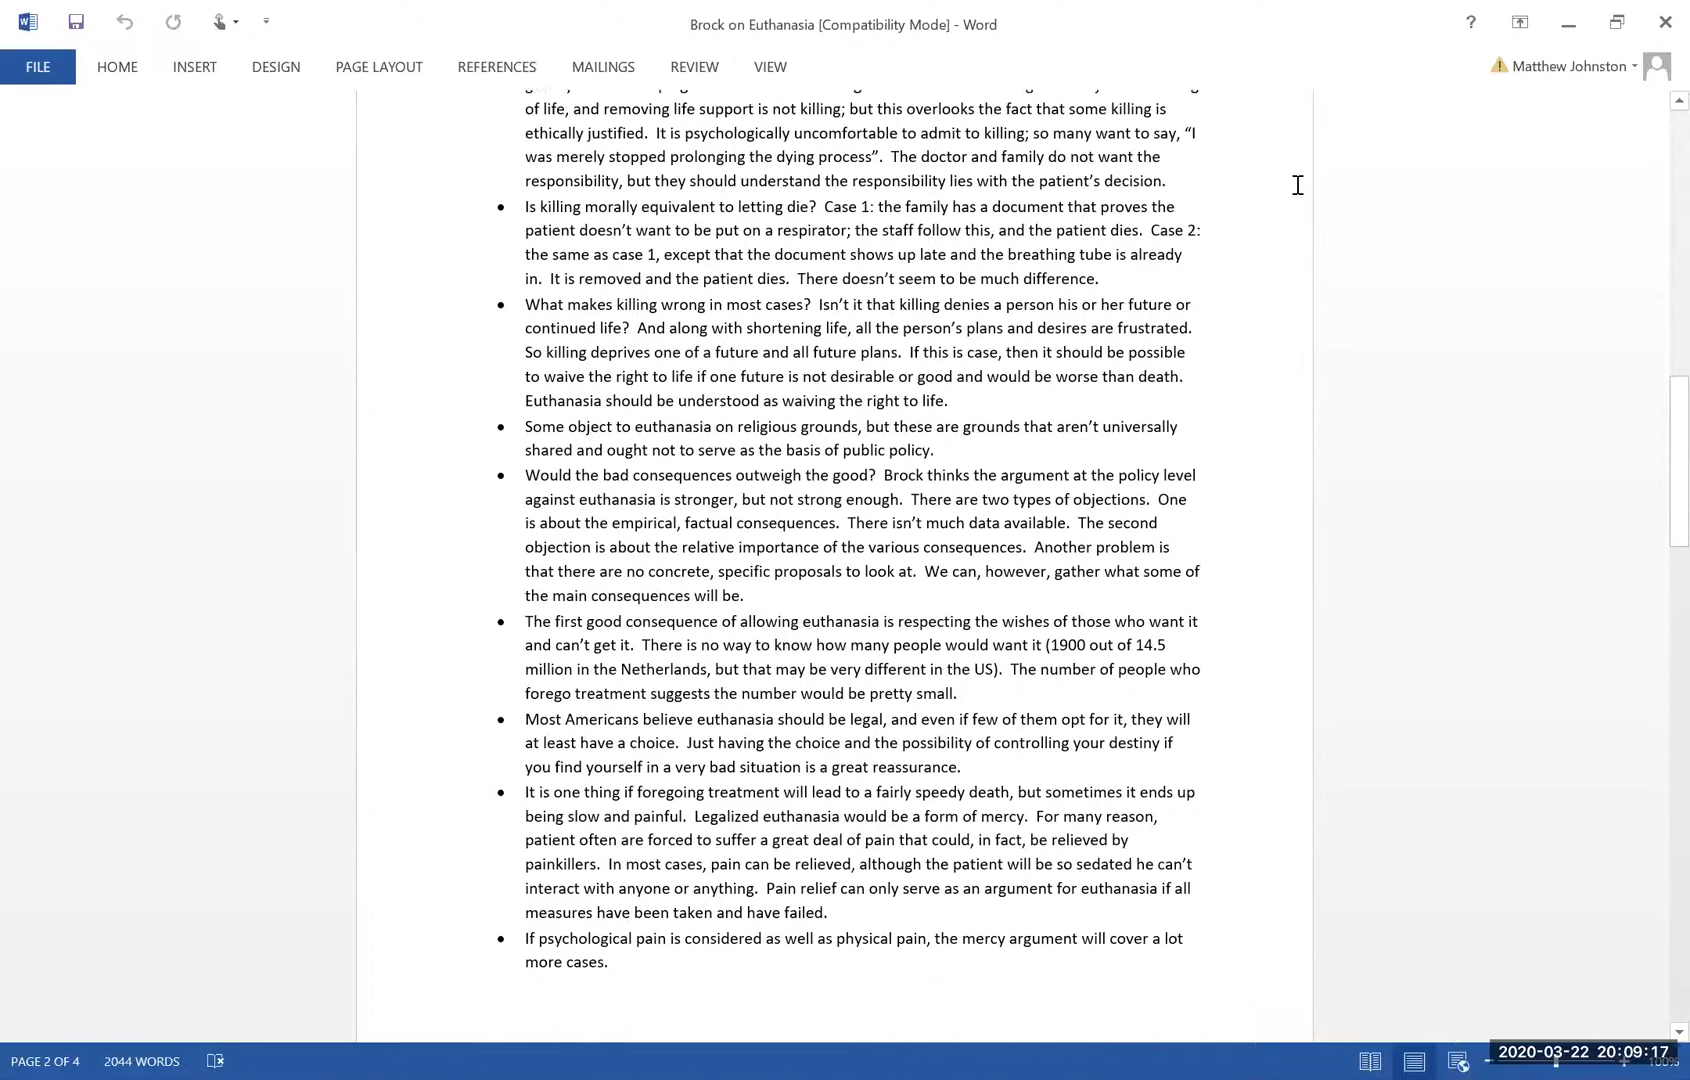 Brock on Euthanasia [Compatibility Mode] - Word
?
FILE HOME INSERT DESIGN PAGE LAYOUT REFERENCES MAILINGS REVIEW VIEW
Matthew Johnston
of life, and removing life support is not killing; but this overlooks the fact that some killing is
ethically justified.  It is psychologically uncomfortable to admit to killing; so many want to say, “I
was merely stopped prolonging the dying process”.  The doctor and family do not want the
responsibility, but they should understand the responsibility lies with the patient’s decision.
• Is killing morally equivalent to letting die?  Case 1: the family has a document that proves the
patient doesn’t want to be put on a respirator; the staff follow this, and the patient dies.  Case 2:
the same as case 1, except that the document shows up late and the breathing tube is already
in.  It is removed and the patient dies.  There doesn’t seem to be much difference.
• What makes killing wrong in most cases?  Isn’t it that killing denies a person his or her future or
continued life?  And along with shortening life, all the person’s plans and desires are frustrated.
So killing deprives one of a future and all future plans.  If this is case, then it should be possible
to waive the right to life if one future is not desirable or good and would be worse than death.
Euthanasia should be understood as waiving the right to life.
• Some object to euthanasia on religious grounds, but these are grounds that aren’t universally
shared and ought not to serve as the basis of public policy.
• Would the bad consequences outweigh the good?  Brock thinks the argument at the policy level
against euthanasia is stronger, but not strong enough.  There are two types of objections.  One
is about the empirical, factual consequences.  There isn’t much data available.  The second
objection is about the relative importance of the various consequences.  Another problem is
that there are no concrete, specific proposals to look at.  We can, however, gather what some of
the main consequences will be.
• The first good consequence of allowing euthanasia is respecting the wishes of those who want it
and can’t get it.  There is no way to know how many people would want it (1900 out of 14.5
million in the Netherlands, but that may be very different in the US).  The number of people who
forego treatment suggests the number would be pretty small.
• Most Americans believe euthanasia should be legal, and even if few of them opt for it, they will
at least have a choice.  Just having the choice and the possibility of controlling your destiny if
you find yourself in a very bad situation is a great reassurance.
• It is one thing if foregoing treatment will lead to a fairly speedy death, but sometimes it ends up
being slow and painful.  Legalized euthanasia would be a form of mercy.  For many reason,
patient often are forced to suffer a great deal of pain that could, in fact, be relieved by
painkillers.  In most cases, pain can be relieved, although the patient will be so sedated he can’t
interact with anyone or anything.  Pain relief can only serve as an argument for euthanasia if all
measures have been taken and have failed.
• If psychological pain is considered as well as physical pain, the mercy argument will cover a lot
more cases.
PAGE 2 OF 4 2044 WORDS
2020-03-22 20:09:17
100%